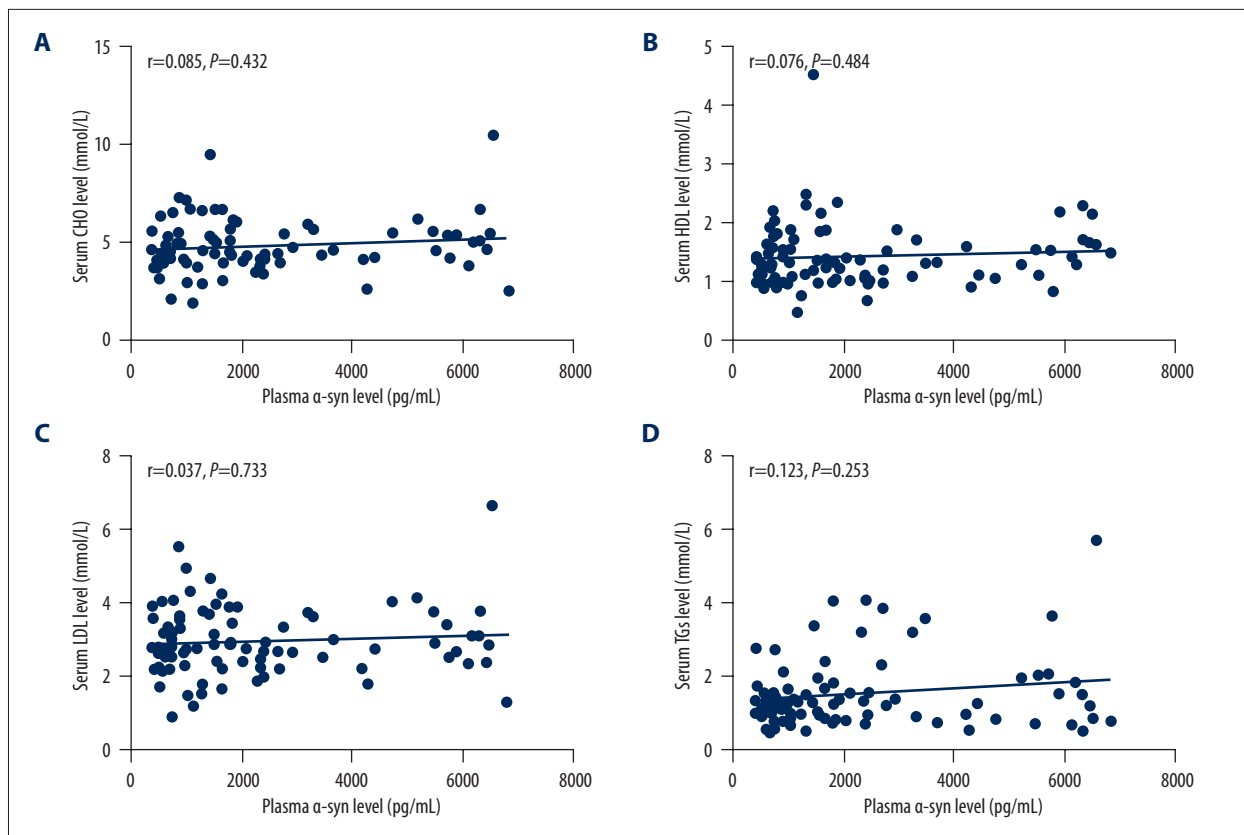 A
r=0.085, P=0.432
Serum CHO level (mmol/L)
15
10
5
0
0 2000 4000 6000 8000
Plasma α-syn level (pg/mL)
B
r=0.076, P=0.484
Serum HDL level (mmol/L)
5
4
3
2
1
0
0 2000 4000 6000 8000
Plasma α-syn level (pg/mL)
C
r=0.037, P=0.733
Serum LDL level (mmol/L)
8
6
4
2
0
0 2000 4000 6000 8000
Plasma α-syn level (pg/mL)
D
r=0.123, P=0.253
Serum TGs level (mmol/L)
8
6
4
2
0
0 2000 4000 6000 8000
Plasma α-syn level (pg/mL)